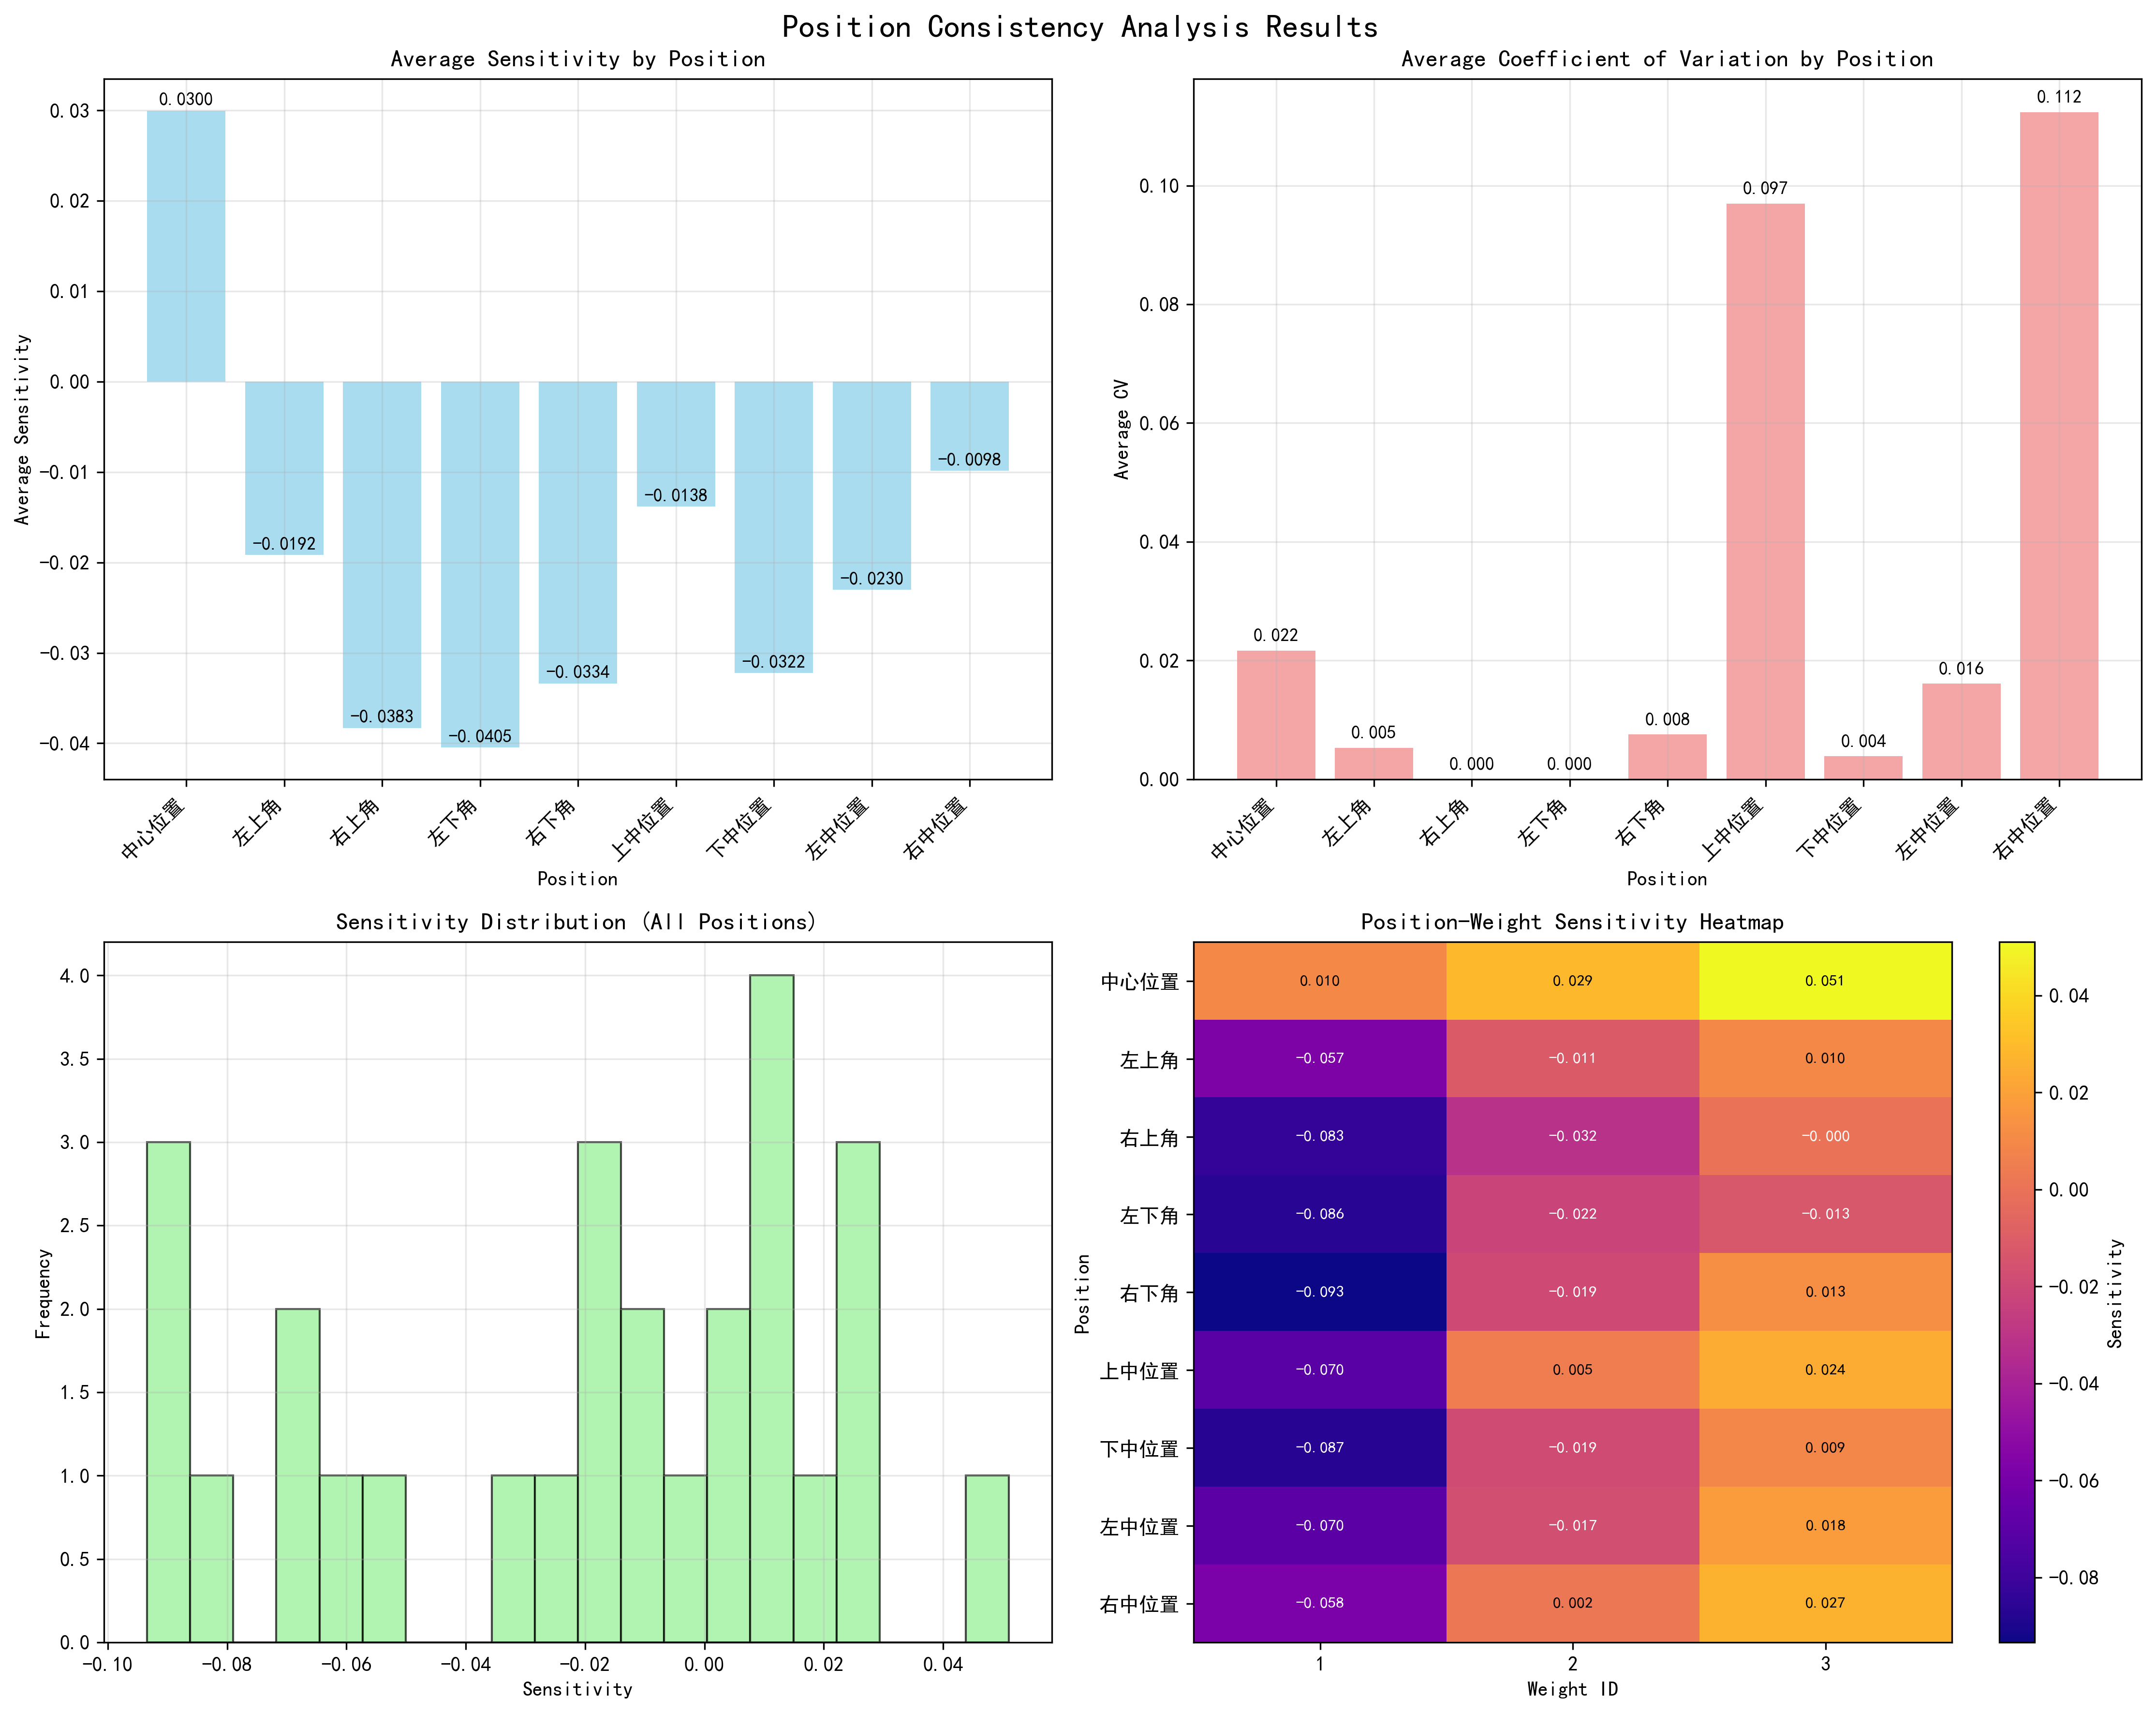 Position Consistency Analysis Results
Average Sensitivity by Position
0.03
0.02
0.01
0.00
−0.01
−0.02
−0.03
−0.04
Average Sensitivity
0.0300
−0.0192
−0.0383
−0.0405
−0.0334
−0.0138
−0.0322
−0.0230
−0.0098
中心位置
左上角
右上角
左下角
右下角
上中位置
下中位置
左中位置
右中位置
Position
Average Coefficient of Variation by Position
0.10
0.08
0.06
0.04
0.02
0.00
Average CV
0.022
0.005
0.000
0.000
0.008
0.097
0.004
0.016
0.112
中心位置
左上角
右上角
左下角
右下角
上中位置
下中位置
左中位置
右中位置
Position
Sensitivity Distribution (All Positions)
4.0
3.5
3.0
2.5
2.0
1.5
1.0
0.5
0.0
Frequency
−0.10 −0.08 −0.06 −0.04 −0.02 0.00 0.02 0.04
Sensitivity
Position-Weight Sensitivity Heatmap
Position
中心位置 0.010 0.029 0.051
左上角 −0.057 −0.011 0.010
右上角 −0.083 −0.032 −0.000
左下角 −0.086 −0.022 −0.013
右下角 −0.093 −0.019 0.013
上中位置 −0.070 0.005 0.024
下中位置 −0.087 −0.019 0.009
左中位置 −0.070 −0.017 0.018
右中位置 −0.058 0.002 0.027
1 2 3
Weight ID
0.04
0.02
0.00
−0.02
−0.04
−0.06
−0.08
Sensitivity